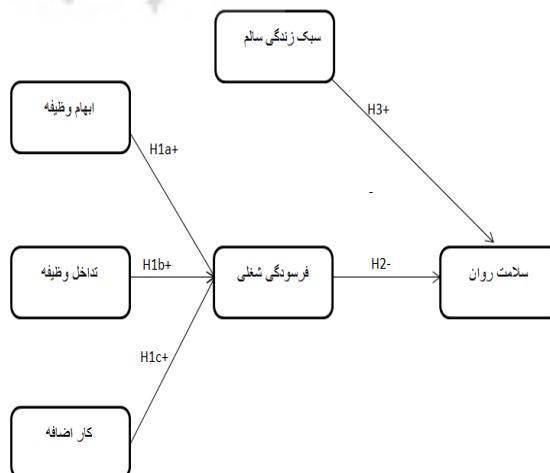 سبک زندگی سالم
ابهام وظیفه
H3+
H1a+
-
تداخل وظیفه
H1b+
فرسودگی شغلی
H2-
سلامت روان
H1c+
کار اضافه